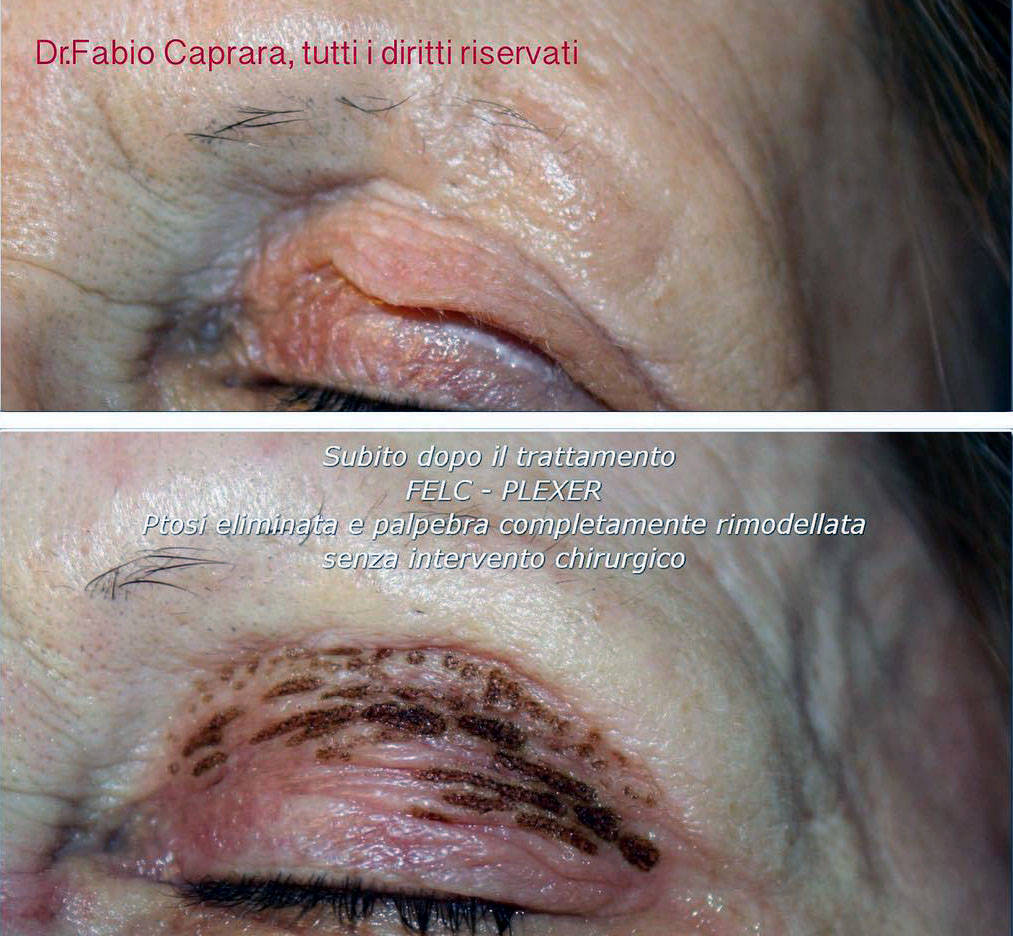 Dr.Fabio Caprara, tutti i diritti riservati
Subito dopo il trattamento
FELC - PLEXER
Ptosi eliminata e palpebra completamente rimodellata
senza intervento chirurgico